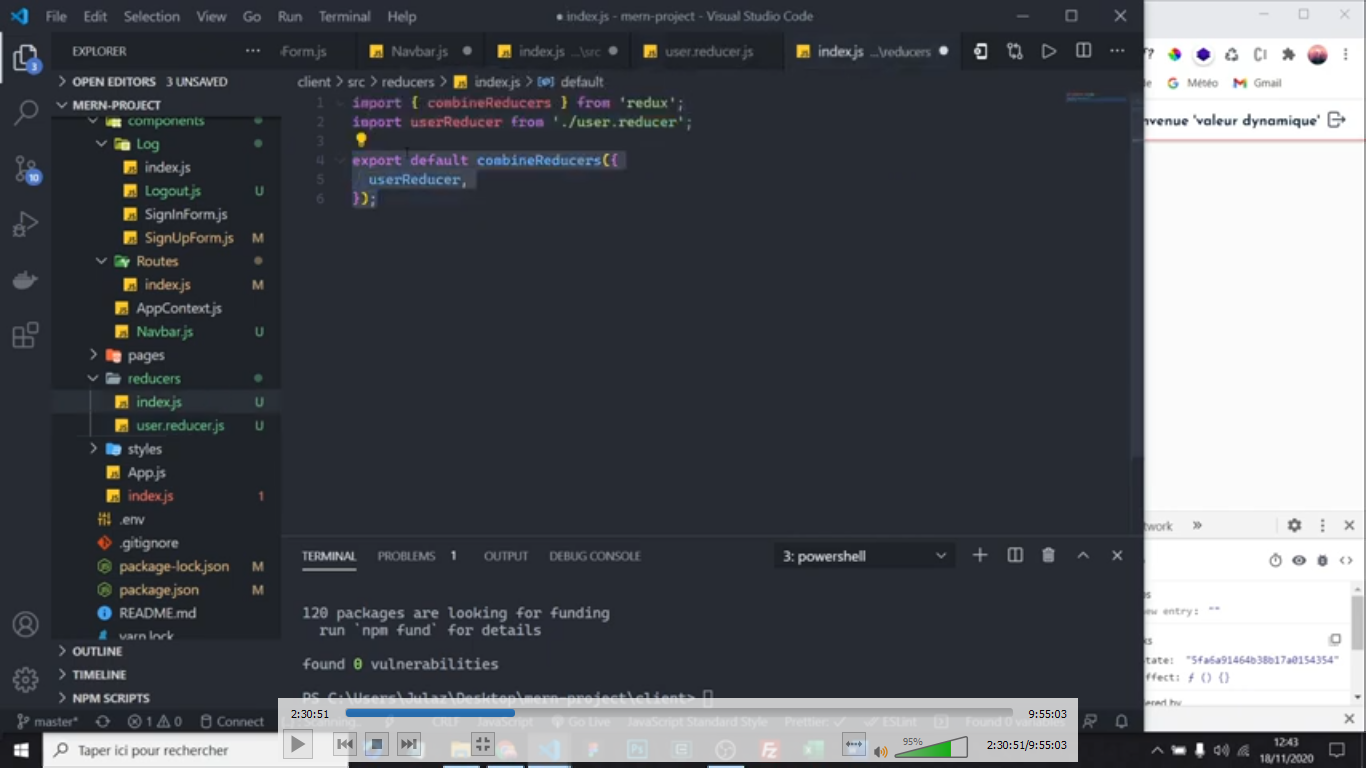 File Edit Selection View Go Run Terminal Help
● index.js - mern-project - Visual Studio Code
EXPLORER
Form.js
Navbar.js
index.js ...\src
user.reducer.js
index.js ...\reducers
OPEN EDITORS 3 UNSAVED
client > src > reducers > index.js > default
MERN-PROJECT
components
Log
index.js
Logout.js U
SignInForm.js
SignUpForm.js M
Routes
index.js M
AppContext.js
Navbar.js U
pages
reducers
index.js U
user.reducer.js U
styles
App.js
index.js 1
.env
.gitignore
package-lock.json M
package.json M
README.md
yarn.lock
OUTLINE
TIMELINE
NPM SCRIPTS
3
10
1 import { combineReducers } from 'redux';
2 import userReducer from './user.reducer';
3
4 export default combineReducers({
5 userReducer,
6 });
TERMINAL PROBLEMS 1 OUTPUT DEBUG CONSOLE
3: powershell
120 packages are looking for funding
run `npm fund` for details
found 0 vulnerabilities
PS C:\Users\Julaz\Desktop\mern-project\client>
master* 1 0 Connect
CRLF JavaScript Go Live JavaScript Standard Style Prettier: ESLint Found 0 variables
2:30:51
9:55:03
95%
2:30:51/9:55:03
Taper ici pour rechercher
12:43
18/11/2020
Météo
Gmail
nvenue 'valeur dynamique'
twork »
ew entry: ""
tate: "5fa6a91464b38b17a0154354"
ffect: ƒ () {}